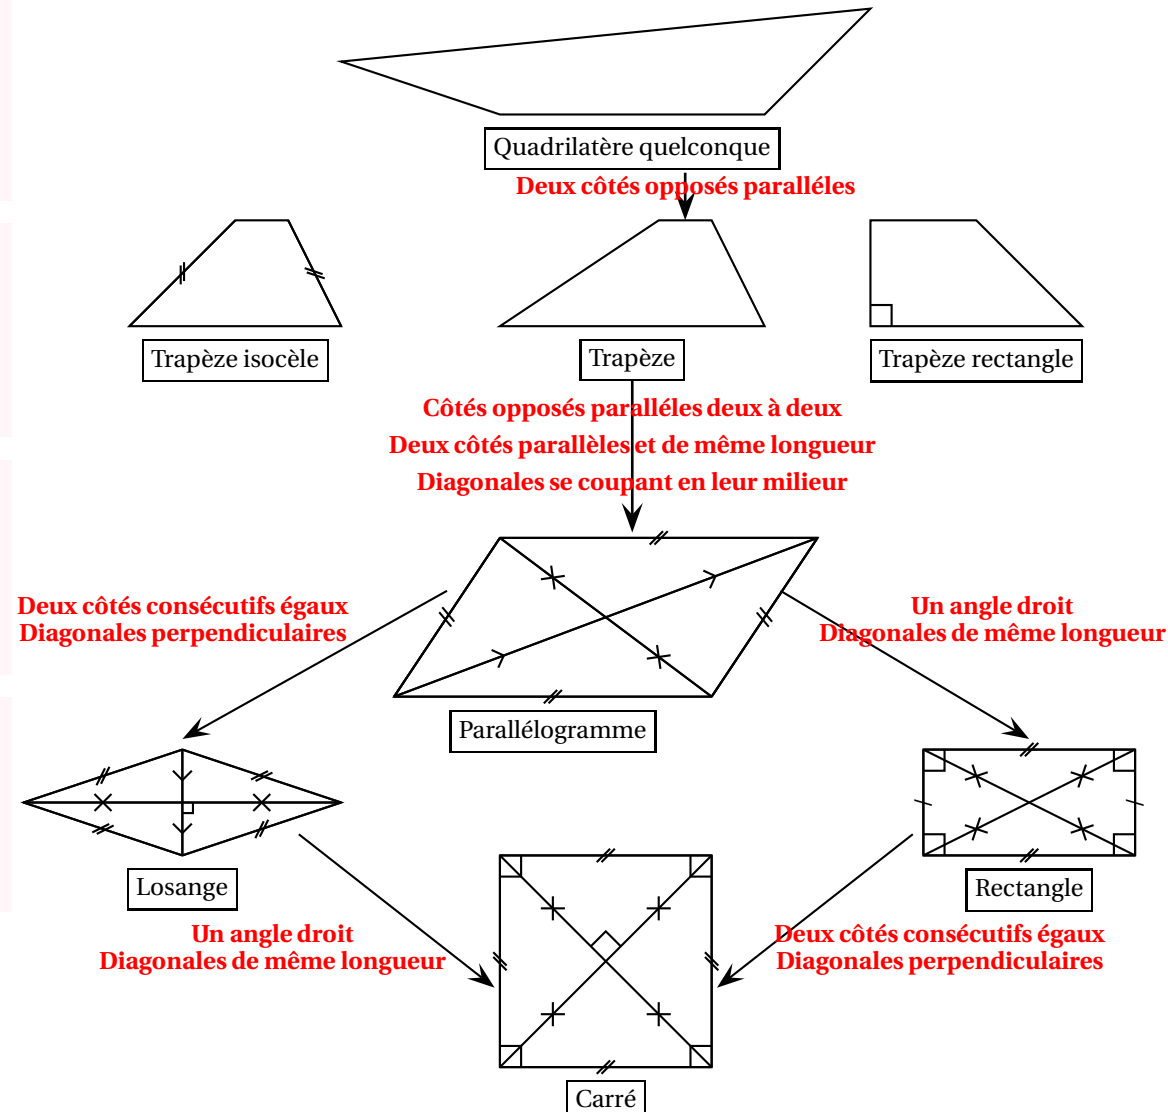 Quadrilatère quelconque
Deux côtés opposés paralléles
Trapèze isocèle
Trapèze
Trapèze rectangle
Côtés opposés paralléles deux à deux
Deux côtés parallèles et de même longueur
Diagonales se coupant en leur milieur
Deux côtés consécutifs égaux
Diagonales perpendiculaires
Un angle droit
Diagonales de même longueur
Parallélogramme
Losange
Rectangle
Un angle droit
Diagonales de même longueur
Deux côtés consécutifs égaux
Diagonales perpendiculaires
Carré